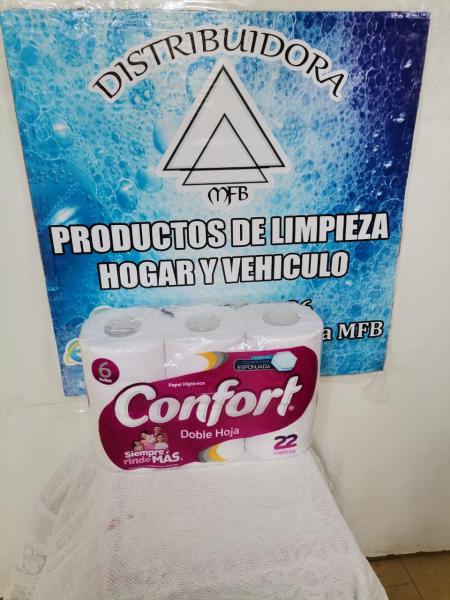 DISTRIBUIDORA
MFB
PRODUCTOS DE LIMPIEZA
HOGAR Y VEHICULO
a MFB
6
Papel Higiénico
ESPONJADA
Confort
Doble Hoja
Siempre
rinde MÁS.
22
metros